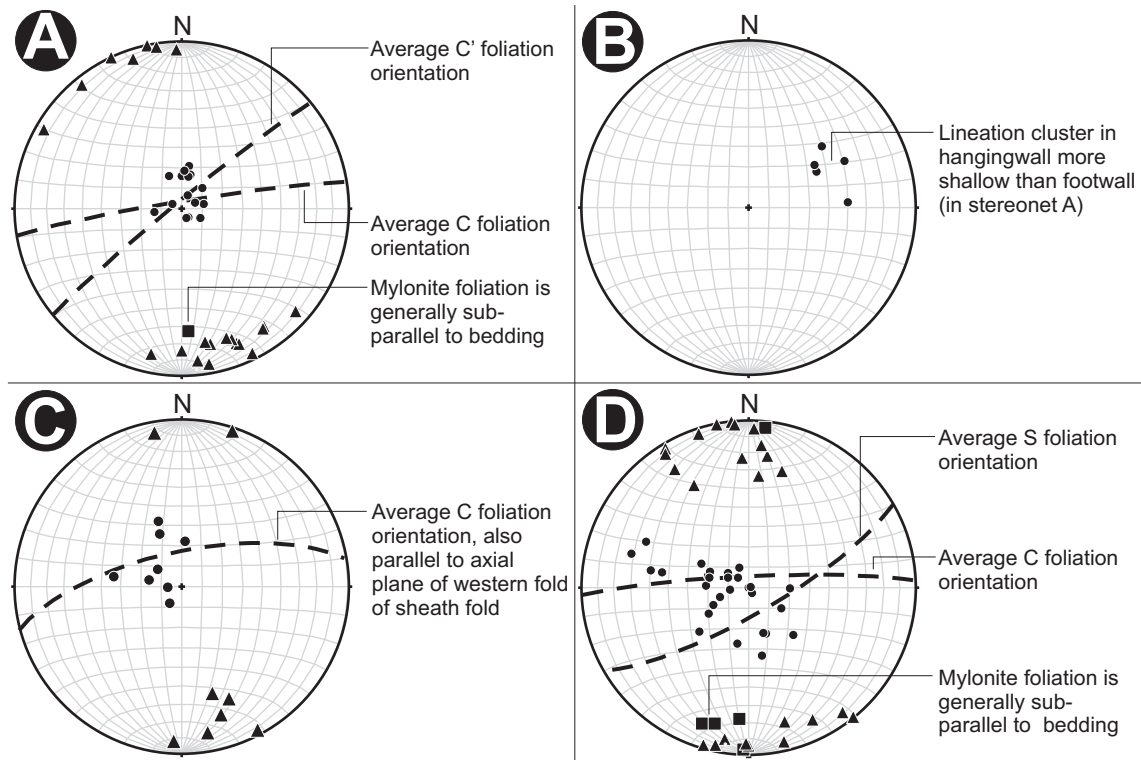 A
N
Average C’ foliation
orientation
Average C foliation
orientation
Mylonite foliation is
generally sub-
parallel to bedding
B
N
Lineation cluster in
hangingwall more
shallow than footwall
(in stereonet A)
C
N
Average C foliation
orientation, also
parallel to axial
plane of western fold
of sheath fold
D
N
Average S foliation
orientation
Average C foliation
orientation
Mylonite foliation is
generally sub-
parallel to bedding